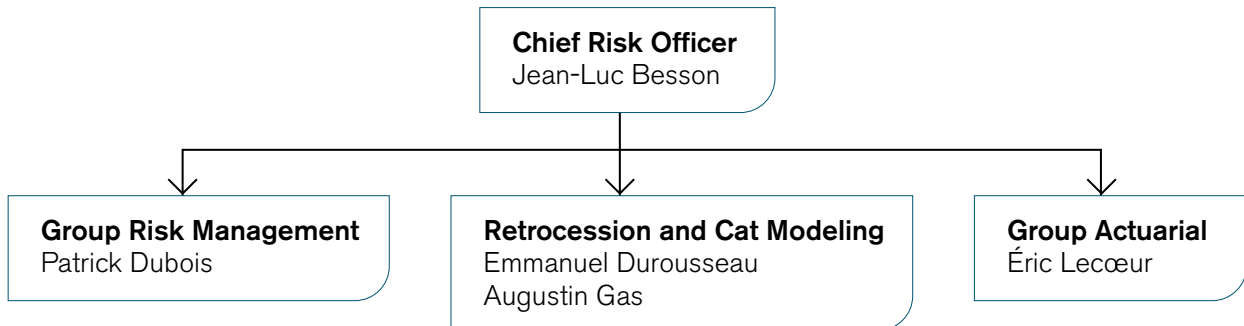 Chief Risk Officer
Jean-Luc Besson
Group Risk Management
Patrick Dubois
Retrocession and Cat Modeling
Emmanuel Durousseau
Augustin Gas
Group Actuarial
Éric Lecœur